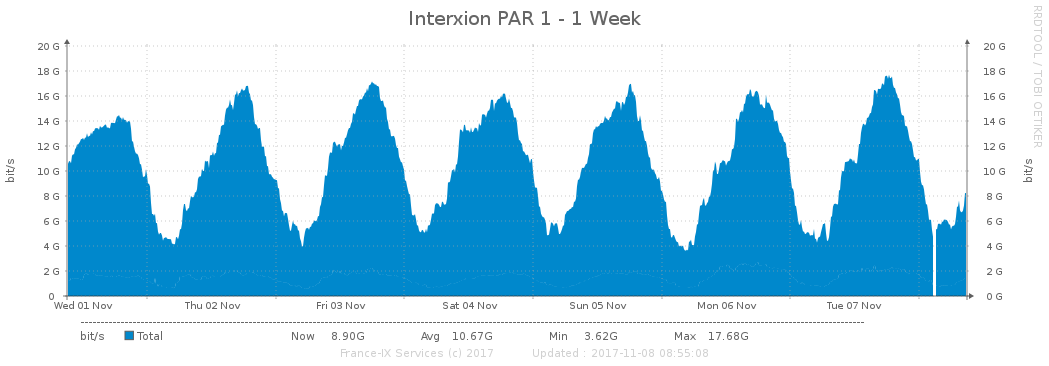 Interxion PAR 1 - 1 Week
RRDTOOL / TOBI OETIKER
20 G 20 G
18 G 18 G
16 G 16 G
14 G 14 G
12 G 12 G
10 G 10 G
8 G 8 G
6 G 6 G
4 G 4 G
2 G 2 G
0 0 G
bit/s
bit/s
Wed 01 Nov Thu 02 Nov Fri 03 Nov Sat 04 Nov Sun 05 Nov Mon 06 Nov Tue 07 Nov
bit/s Total Now 8.90G Avg 10.67G Min 3.62G Max 17.68G
France-IX Services (c) 2017 Updated : 2017-11-08 08:55:08